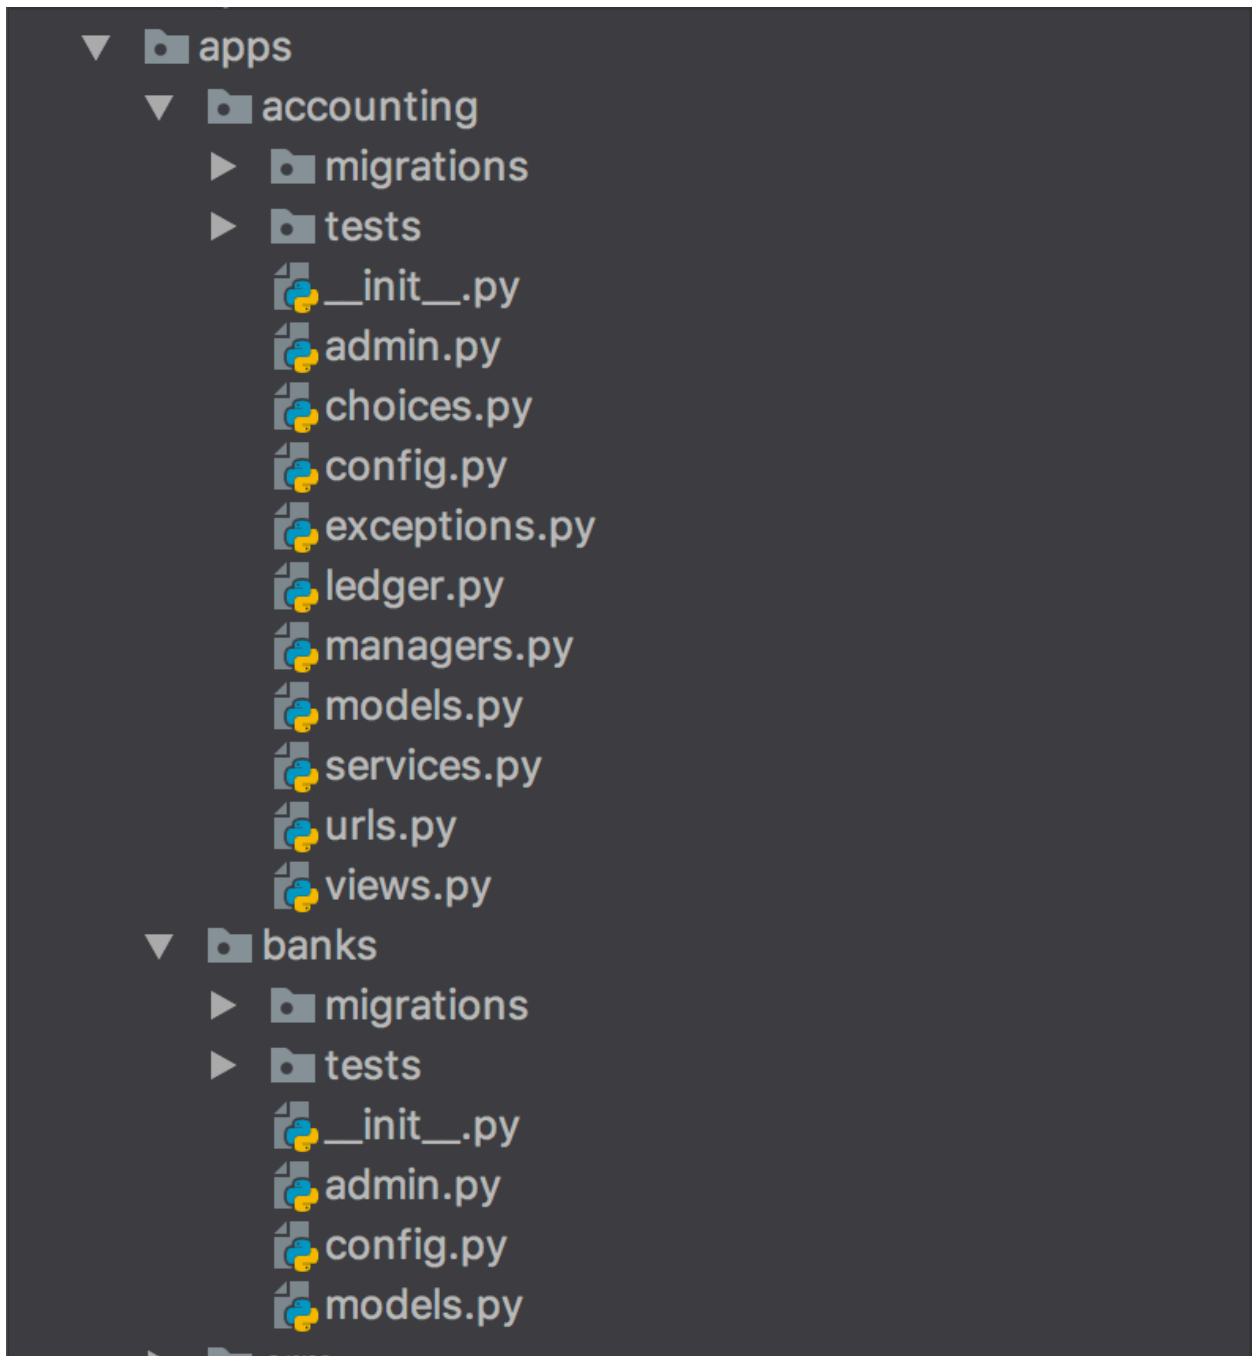 apps
accounting
migrations
tests
__init__.py
admin.py
choices.py
config.py
exceptions.py
ledger.py
managers.py
models.py
services.py
urls.py
views.py
banks
migrations
tests
__init__.py
admin.py
config.py
models.py